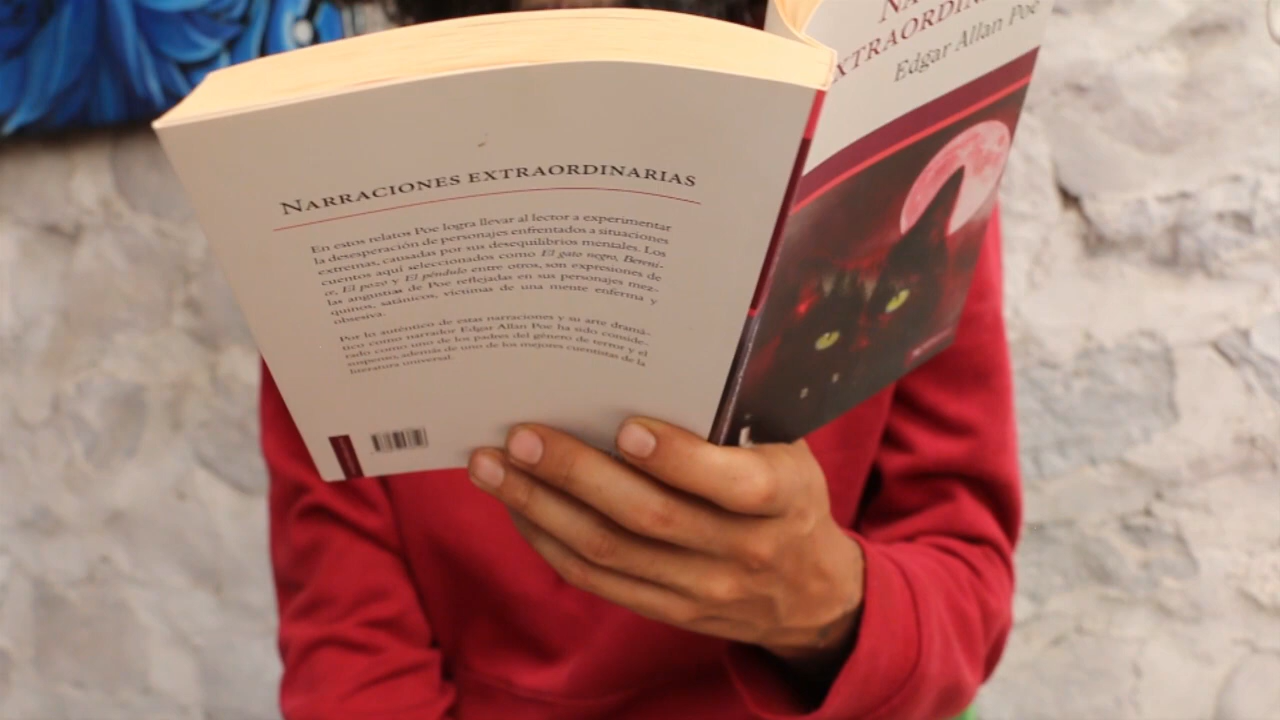 NARRACIONES EXTRAORDINARIAS
En estos relatos Poe logra llevar al lector a experimentar
la desesperación de personajes enfrentados a situaciones
extremas, causadas por sus desequilibrios mentales. Los
cuentos aquí seleccionados como El gato negro, Bereni-
ce, El pozo y El péndulo entre otros, son expresiones de
las angustias de Poe reflejadas en sus personajes mez-
quinos, satánicos, víctimas de una mente enferma y
obsesiva.
Por lo auténtico de estas narraciones y su arte dramá-
tico como narrador Edgar Allan Poe ha sido conside-
rado como uno de los padres del género de terror y el
suspenso, además de uno de los mejores cuentistas de la
literatura universal.
NA
XTRAORDIN
Edgar Allan Poe